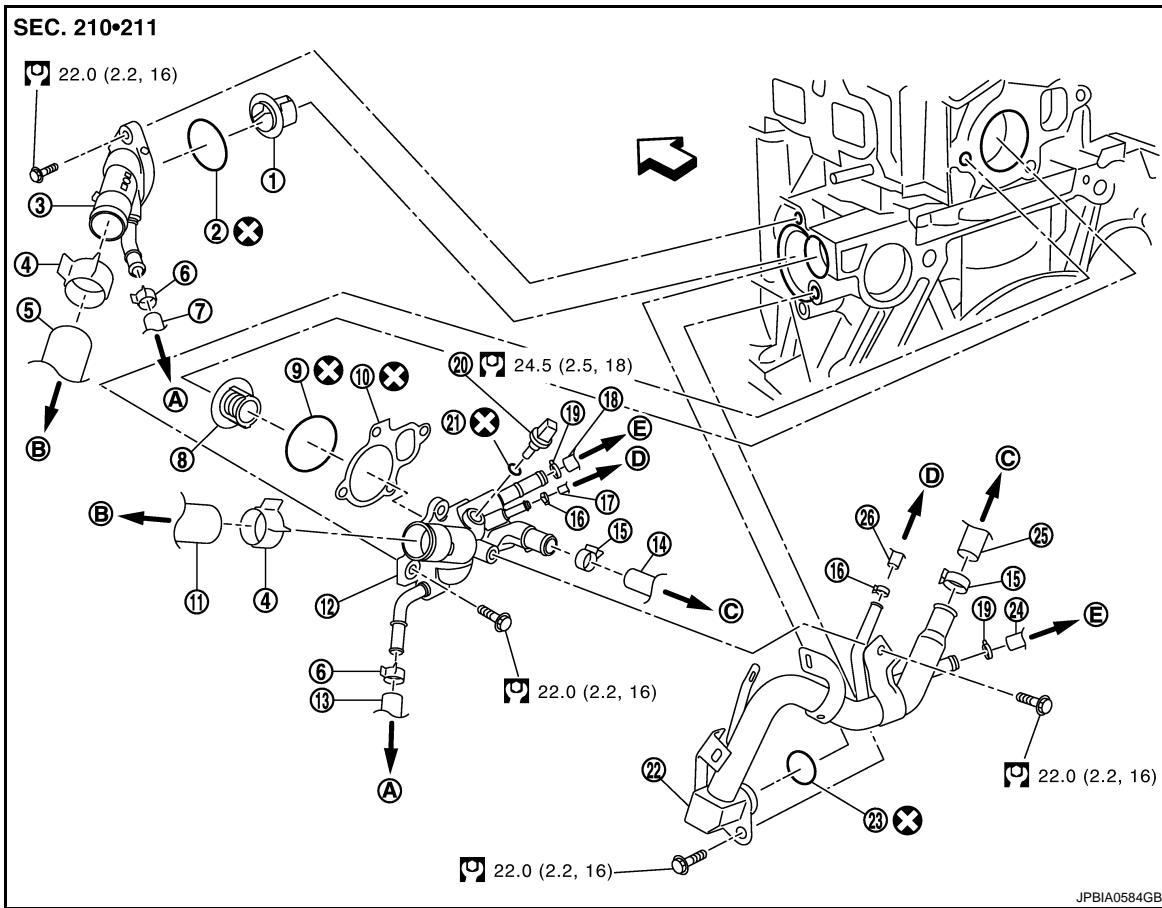 SEC. 210•211
22.0 (2.2, 16)
1
3
2
4
6
5
7
A
B
20
24.5 (2.5, 18)
9
10
19
18
E
21
D
8
C
D
16
17
B
26
15
14
25
16
15
11
4
12
C
19
24
E
6
22.0 (2.2, 16)
13
22
A
23
22.0 (2.2, 16)
22.0 (2.2, 16)
JPBIA0584GB